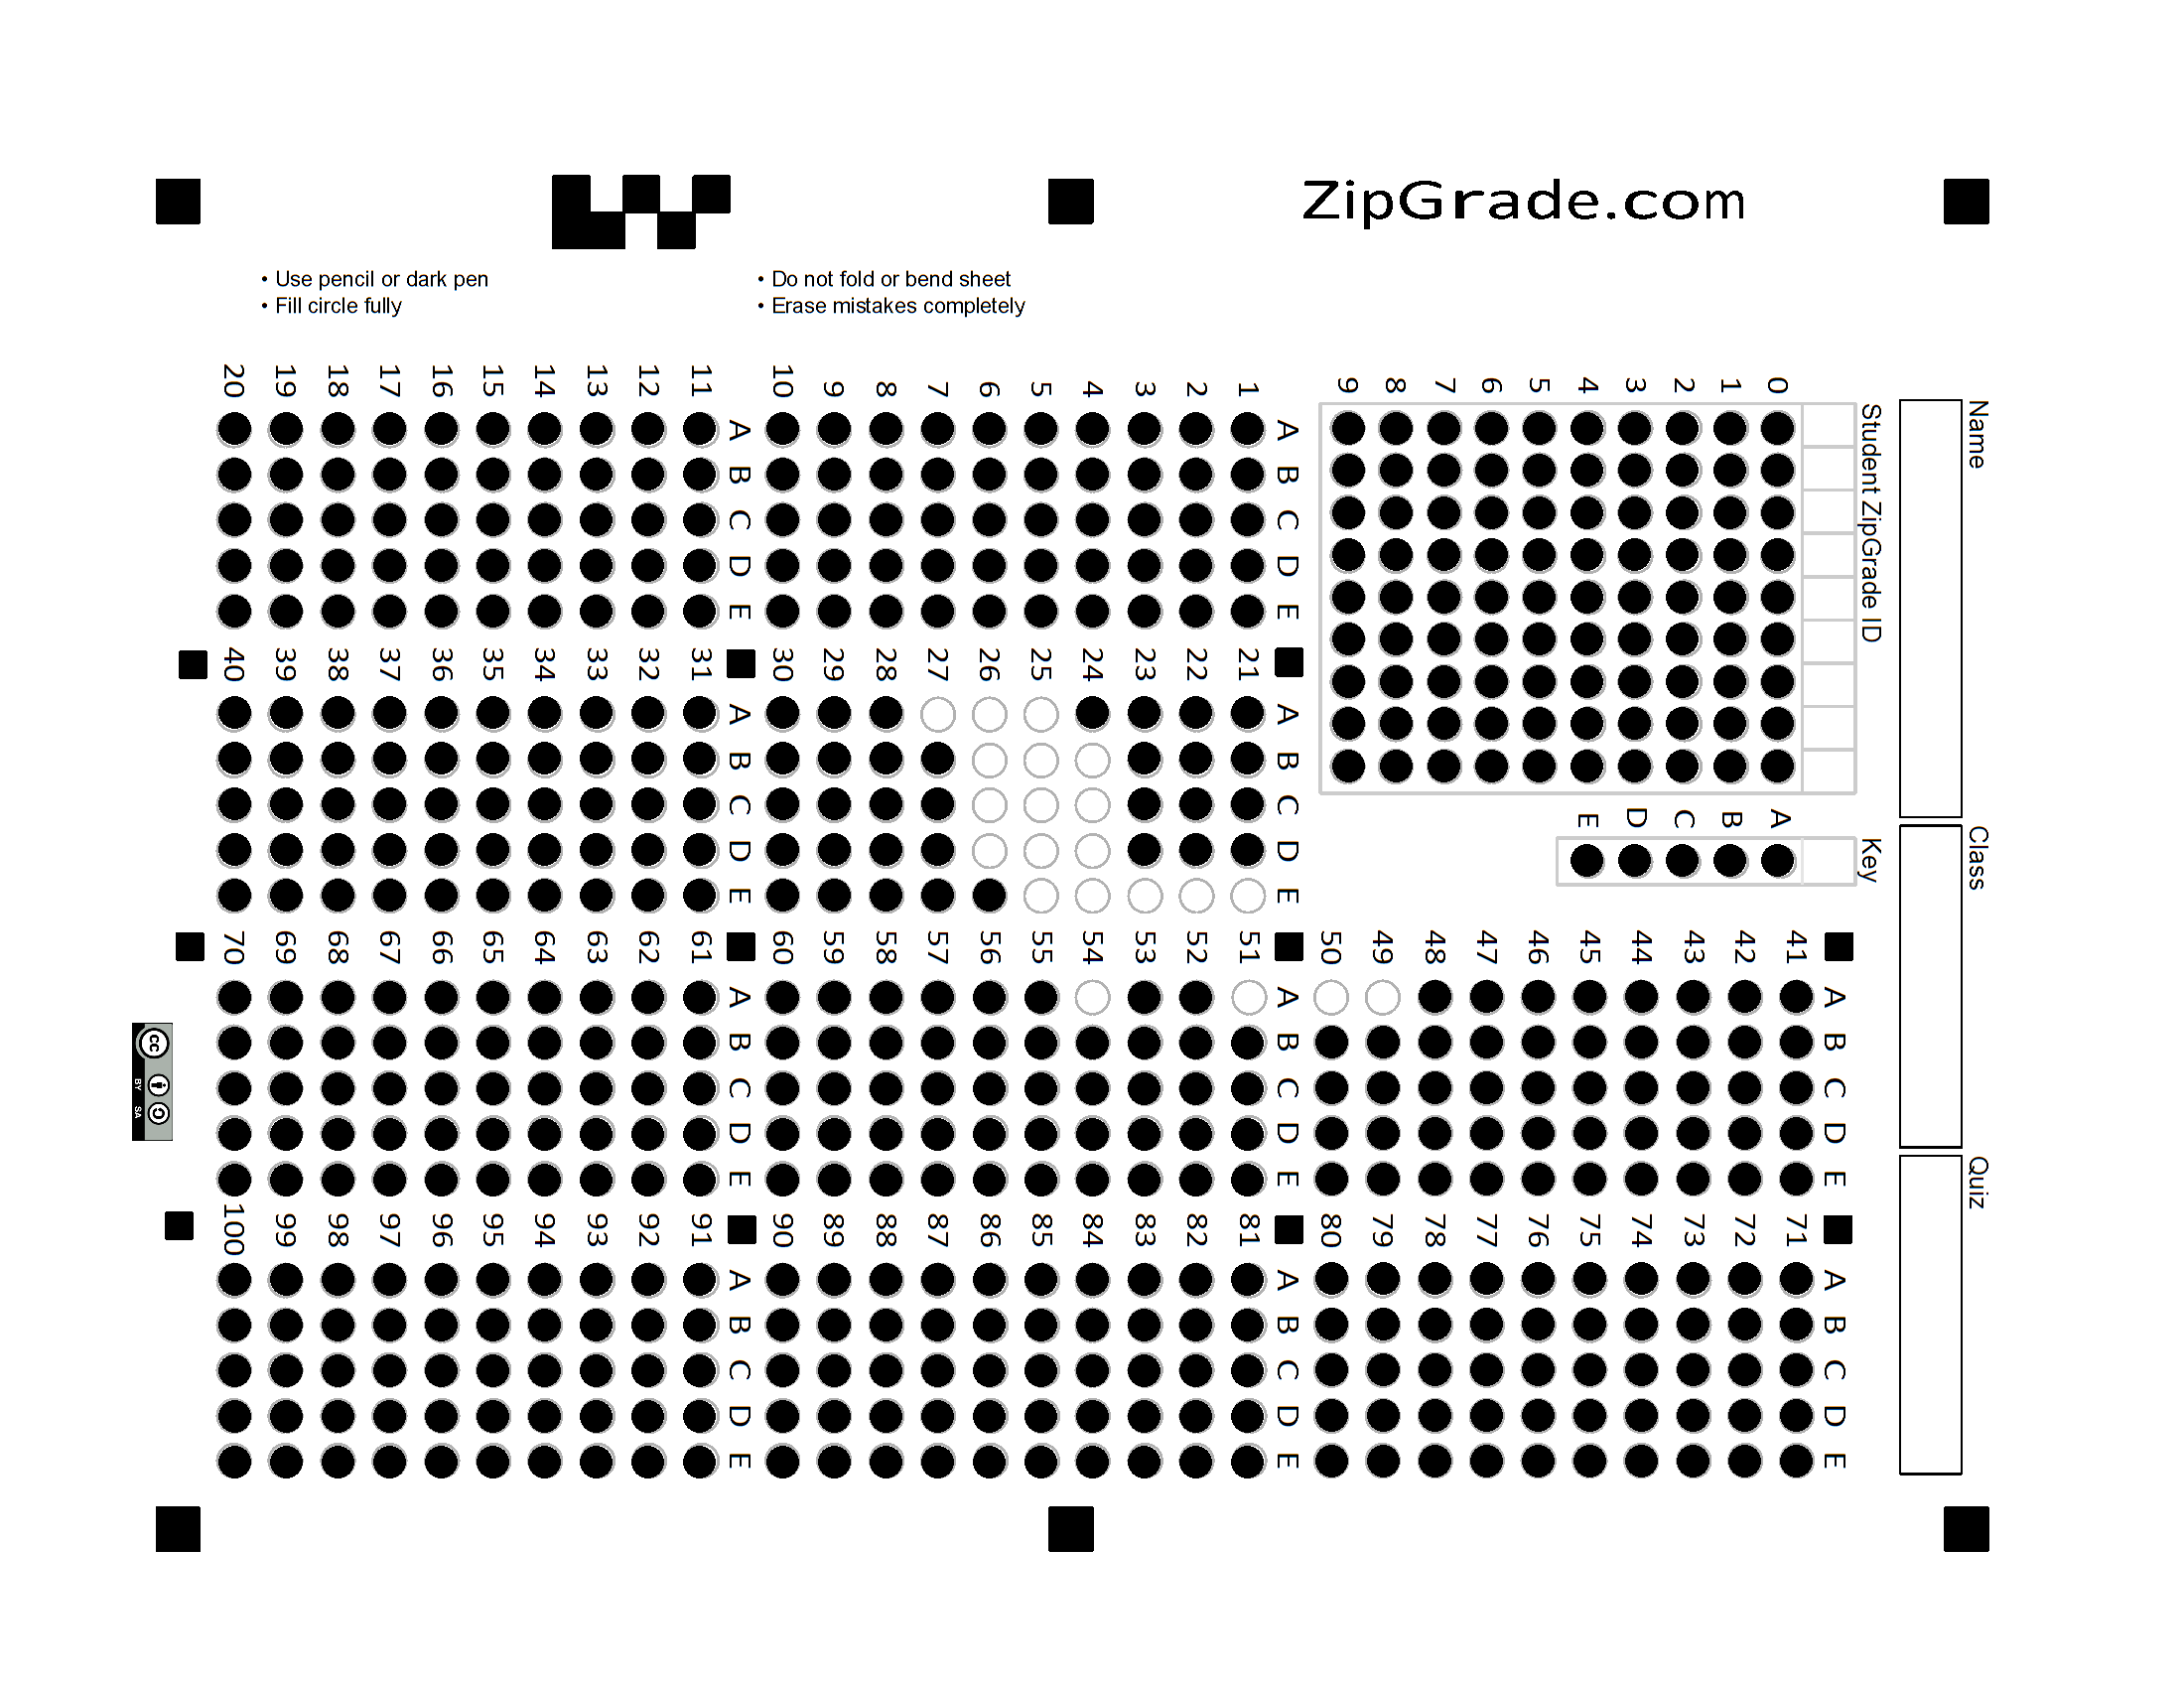 ZipGrade.com
• Use pencil or dark pen
• Fill circle fully
• Do not fold or bend sheet
• Erase mistakes completely
Name
Class
Quiz
Student ZipGrade ID
0 1 2 3 4 5 6 7 8 9
Key
A B C D E
A B C D E
1 2 3 4 5 6 7 8 9 10
A B C D E
11 12 13 14 15 16 17 18 19 20
A B C D E
21 22 23 24 25 26 27 28 29 30
A B C D E
31 32 33 34 35 36 37 38 39 40
A B C D E
41 42 43 44 45 46 47 48 49 50
A B C D E
51 52 53 54 55 56 57 58 59 60
A B C D E
61 62 63 64 65 66 67 68 69 70
A B C D E
71 72 73 74 75 76 77 78 79 80
A B C D E
81 82 83 84 85 86 87 88 89 90
A B C D E
91 92 93 94 95 96 97 98 99 100
A B C D E
cc
BY SA